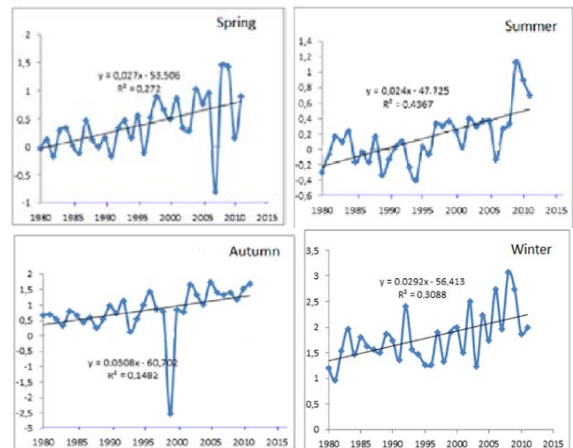 Spring
2
1,5
1
0,5
0
-0,5
-1
y = 0,027x - 53,506
R² = 0,272
1980 1985 1990 1995 2000 2005 2010 2015
Summer
1,4
1,2
1
0,8
0,6
0,4
0,2
0
-0,2
-0,4
-0,6
y = 0,024x - 47.725
R² = 0.4367
1980 1985 1990 1995 2000 2005 2010 2015
Autumn
2
1,5
1
0,5
0
-0,5
-1
-1,5
-2
-2,5
-3
y = 0.0308x - 60,702
R² = 0.1482
1980 1985 1990 1995 2000 2005 2010 2015
Winter
3,5
3
2,5
2
1,5
1
0,5
0
y = 0.0292x - 56,413
R² = 0.3088
1980 1985 1990 1995 2000 2005 2010 2015